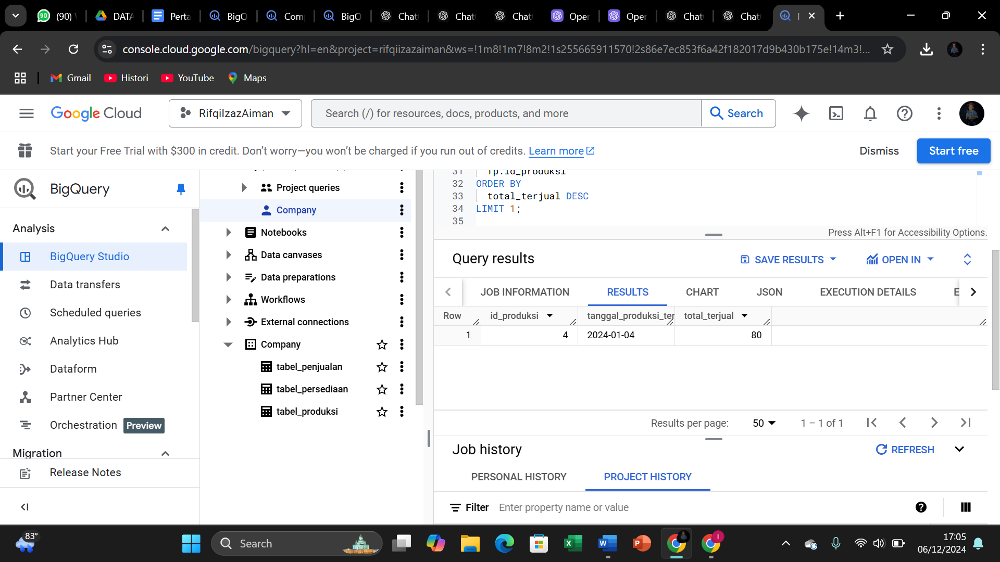 (90)
DATA
Perta
BigQ
Com
BigQ
Chat
Chat
Chat
Oper
Oper
Chat
Chat
console.cloud.google.com/bigquery?hl=en&project=rifqiizazaiman&ws=!1m8!1m7!8m2!1s255665911570!2s86e7ec853f6a42f182017d9b430b175e!14m3!...
Gmail
Histori
YouTube
Maps
Google Cloud
RifqiIzazAiman
Search (/) for resources, docs, products, and more
Search
Start your Free Trial with $300 in credit. Don’t worry—you won’t be charged if you run out of credits. Learn more
Dismiss
Start free
BigQuery
Analysis
BigQuery Studio
Data transfers
Scheduled queries
Analytics Hub
Dataform
Partner Center
Orchestration Preview
Migration
Release Notes
Project queries
Company
Notebooks
Data canvases
Data preparations
Workflows
External connections
Company
tabel_penjualan
tabel_persediaan
tabel_produksi
31 fp.id_produksi
32 ORDER BY
33 total_terjual DESC
34 LIMIT 1;
35
Press Alt+F1 for Accessibility Options.
Query results
SAVE RESULTS
OPEN IN
JOB INFORMATION RESULTS CHART JSON EXECUTION DETAILS E
Row id_produksi tanggal_produksi_ter total_terjual
1 4 2024-01-04 80
Results per page: 50 1 – 1 of 1
Job history
REFRESH
PERSONAL HISTORY PROJECT HISTORY
Filter Enter property name or value
83°
Search
17:05
06/12/2024